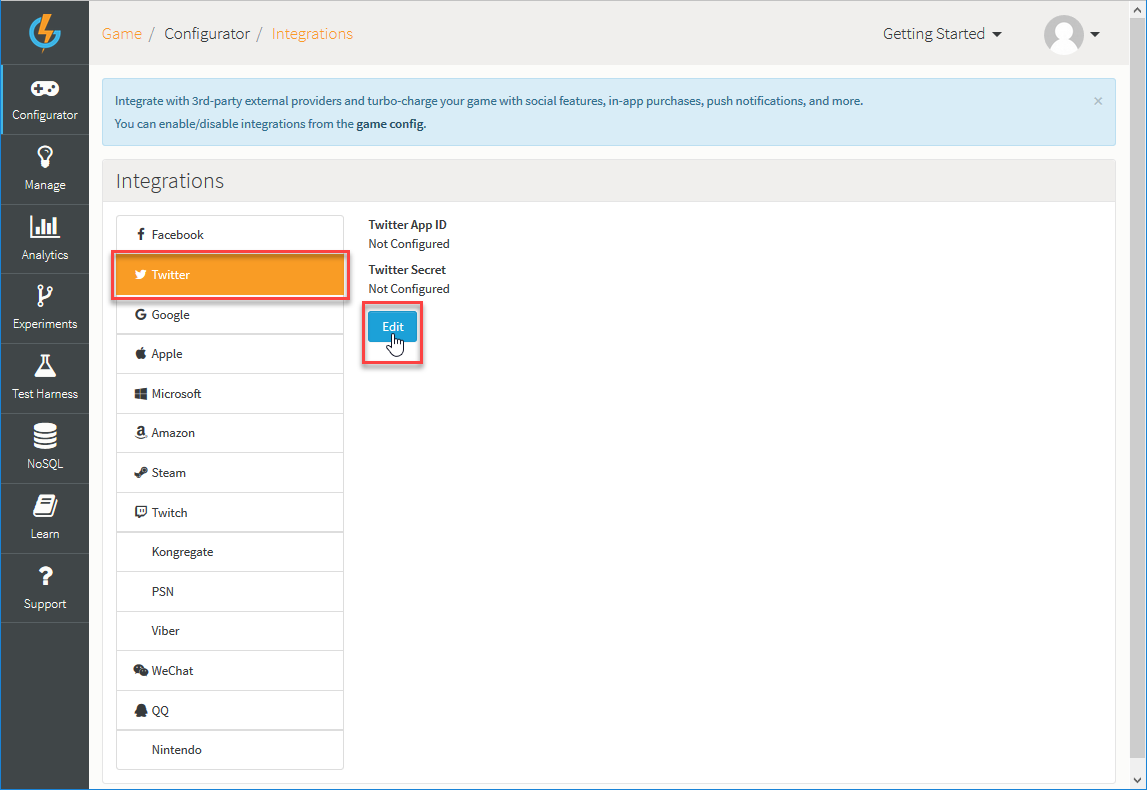 Game / Configurator / Integrations
Getting Started
Configurator
Manage
Analytics
Experiments
Test Harness
NoSQL
Learn
Support
Integrate with 3rd-party external providers and turbo-charge your game with social features, in-app purchases, push notifications, and more.
You can enable/disable integrations from the game config.
×
Integrations
Facebook
Twitter
Google
Apple
Microsoft
Amazon
Steam
Twitch
Kongregate
PSN
Viber
WeChat
QQ
Nintendo
Twitter App ID
Not Configured
Twitter Secret
Not Configured
Edit